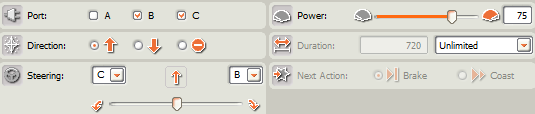 Port: A B C
Power: 75
Direction:
Duration: 720 Unlimited
Steering: C B
Next Action: Brake Coast